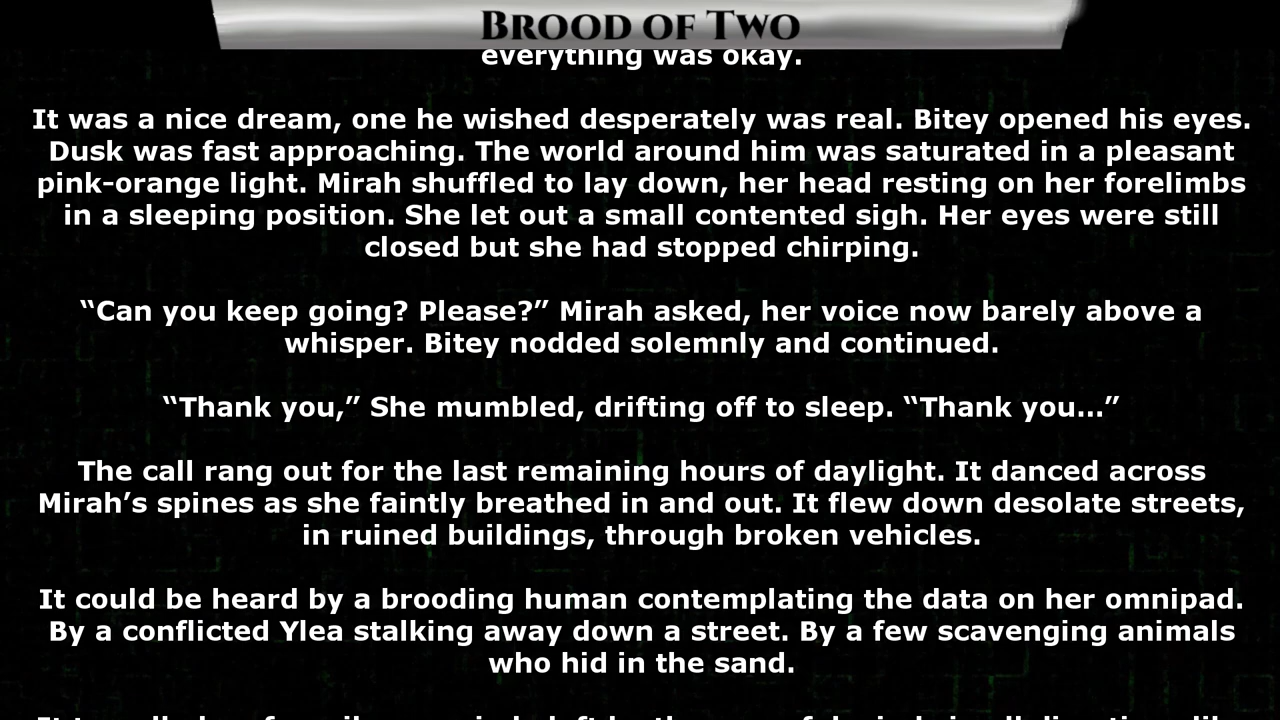 Brood of Two
everything was okay.
It was a nice dream, one he wished desperately was real. Bitey opened his eyes.
Dusk was fast approaching. The world around him was saturated in a pleasant
pink-orange light. Mirah shuffled to lay down, her head resting on her forelimbs
in a sleeping position. She let out a small contented sigh. Her eyes were still
closed but she had stopped chirping.
“Can you keep going? Please?” Mirah asked, her voice now barely above a
whisper. Bitey nodded solemnly and continued.
“Thank you,” She mumbled, drifting off to sleep. “Thank you...”
The call rang out for the last remaining hours of daylight. It danced across
Mirah’s spines as she faintly breathed in and out. It flew down desolate streets,
in ruined buildings, through broken vehicles.
It could be heard by a brooding human contemplating the data on her omnipad.
By a conflicted Ylea stalking away down a street. By a few scavenging animals
who hid in the sand.